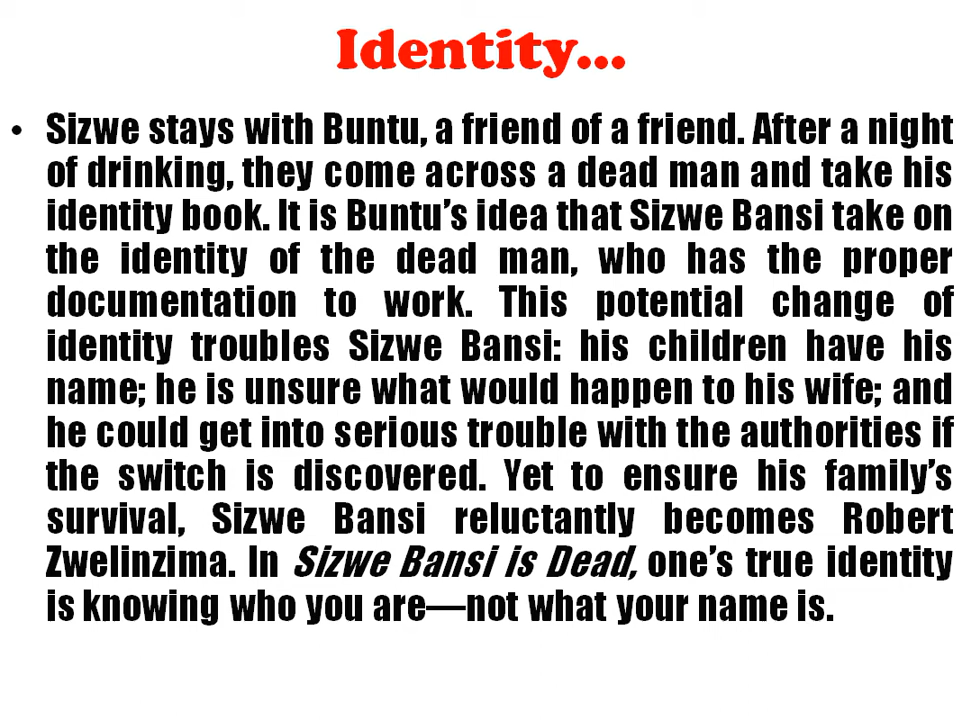 Identity...
• Sizwe stays with Buntu, a friend of a friend. After a night
of drinking, they come across a dead man and take his
identity book. It is Buntu’s idea that Sizwe Bansi take on
the identity of the dead man, who has the proper
documentation to work. This potential change of
identity troubles Sizwe Bansi: his children have his
name; he is unsure what would happen to his wife; and
he could get into serious trouble with the authorities if
the switch is discovered. Yet to ensure his family’s
survival, Sizwe Bansi reluctantly becomes Robert
Zwelinzima. In Sizwe Bansi is Dead, one’s true identity
is knowing who you are—not what your name is.